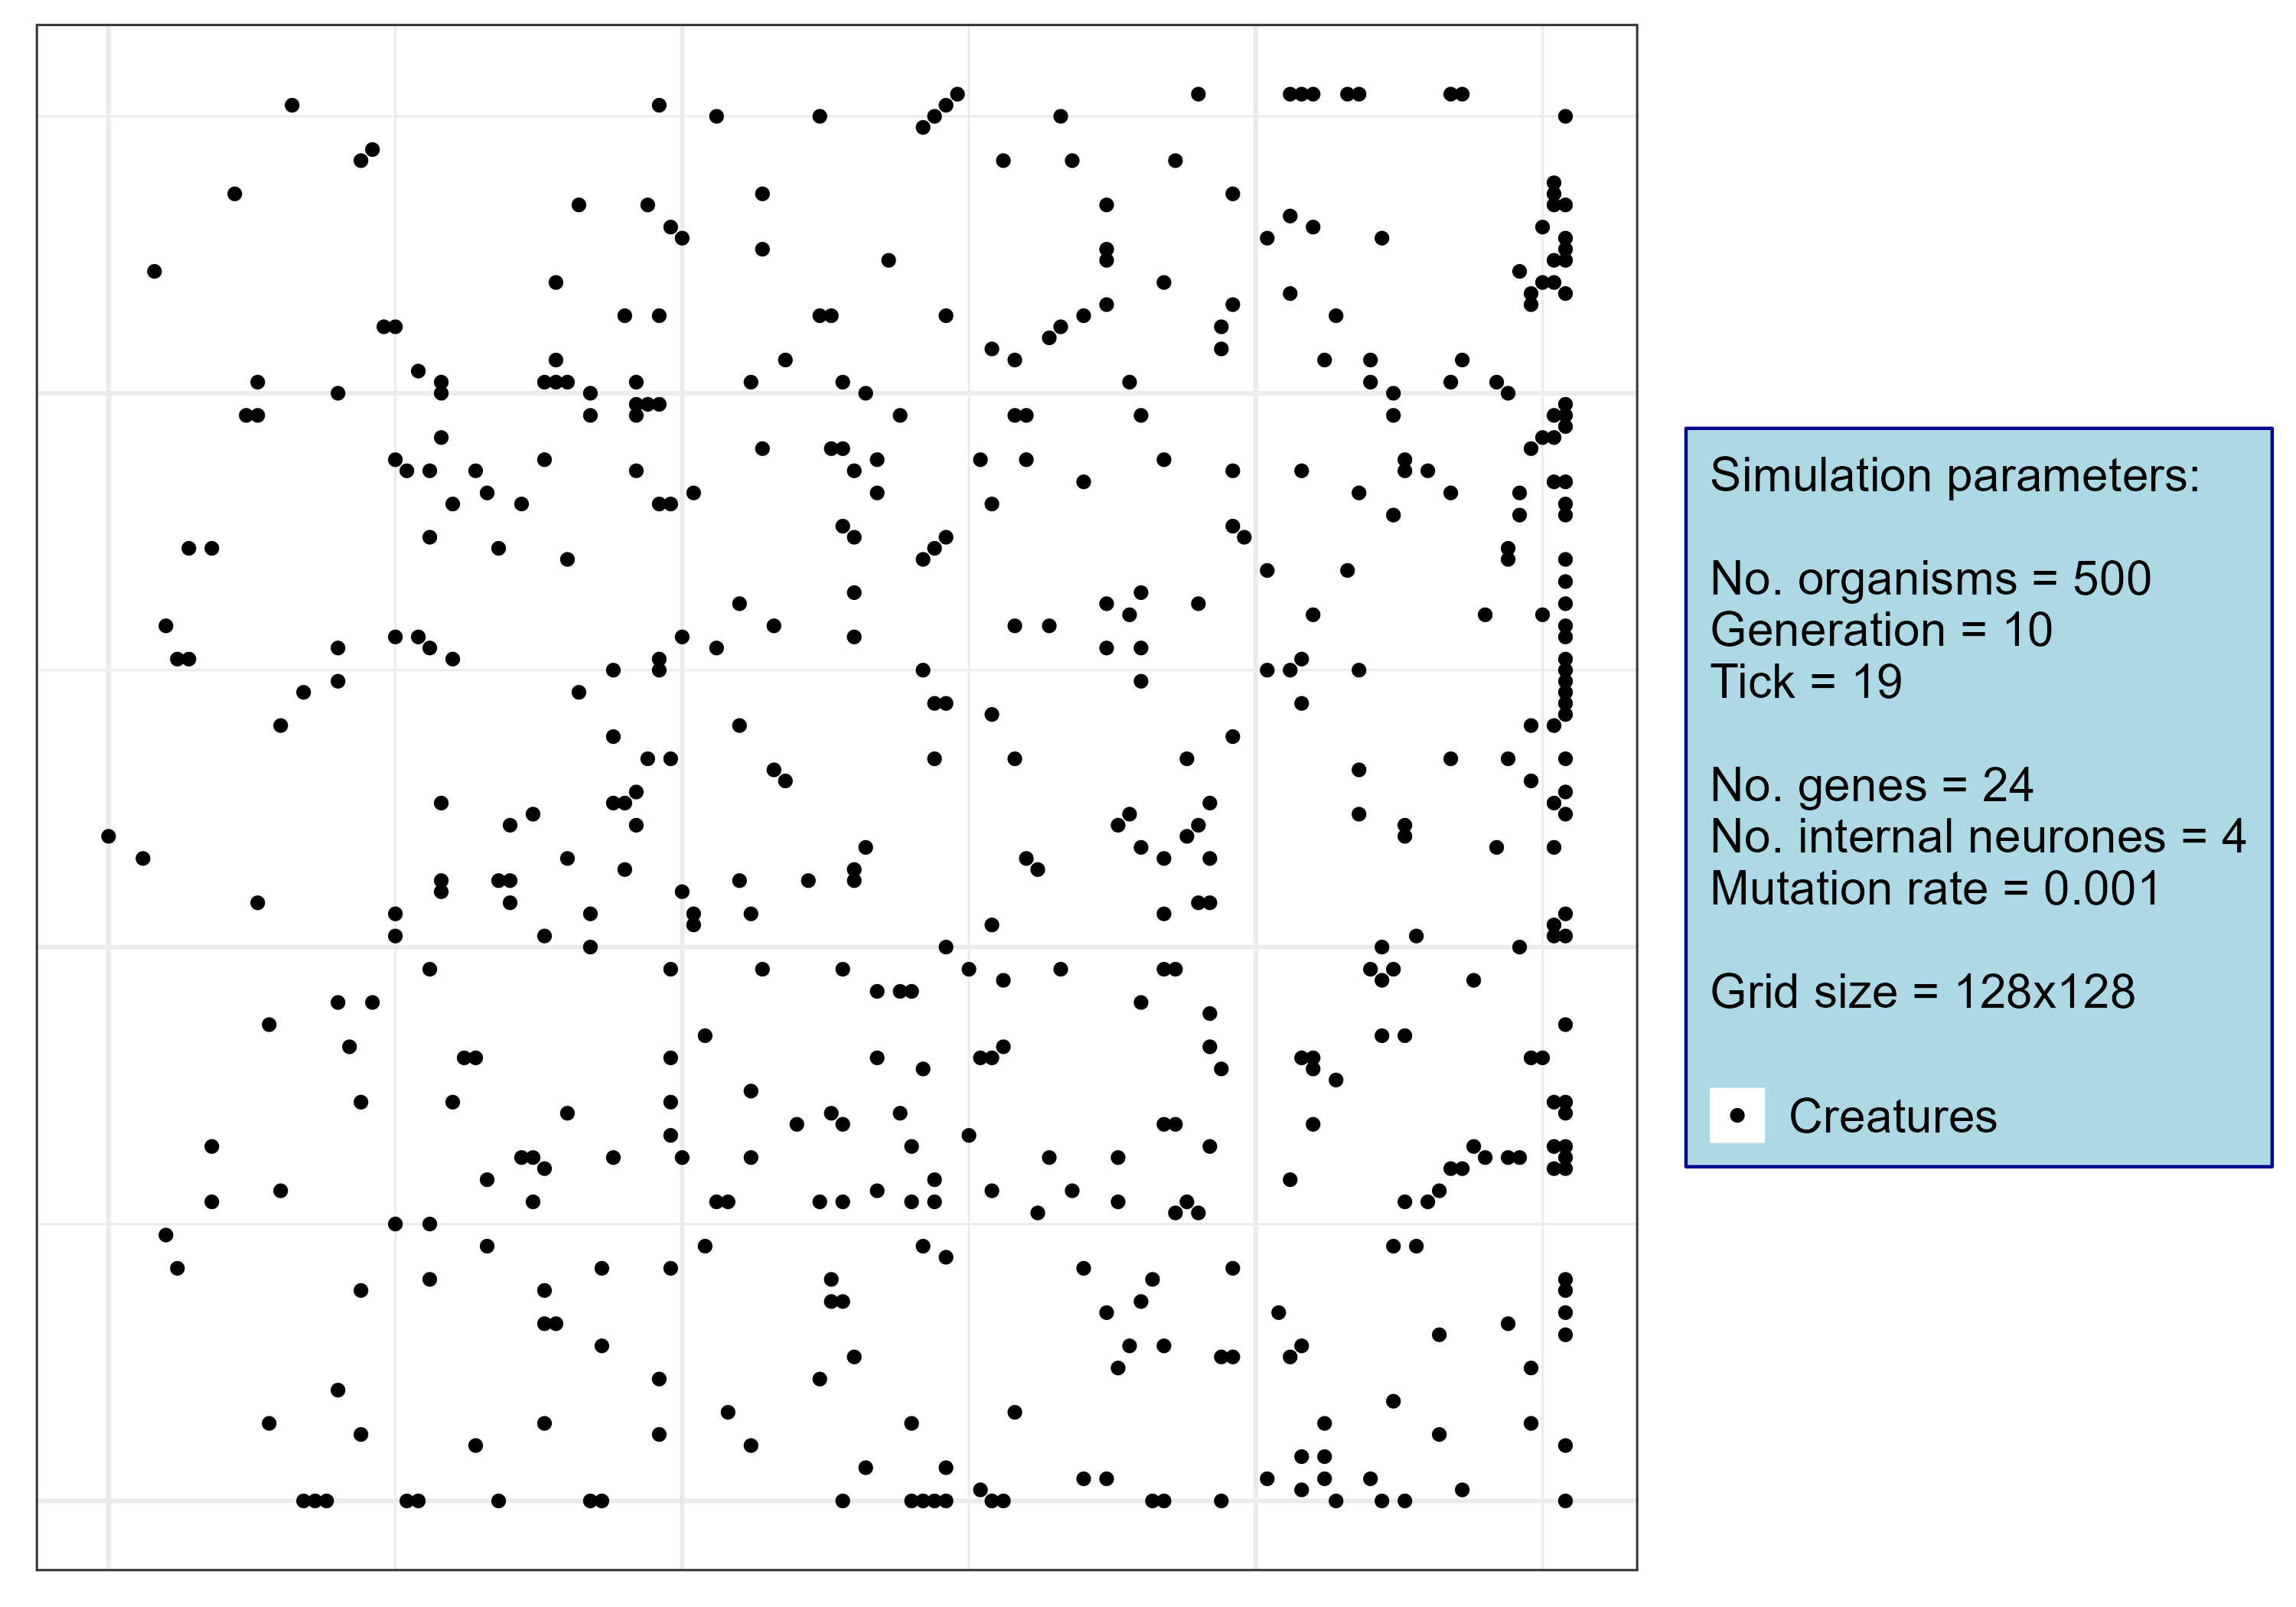 Simulation parameters:
No. organisms = 500
Generation = 10
Tick = 19
No. genes = 24
No. internal neurones = 4
Mutation rate = 0.001
Grid size = 128x128
Creatures